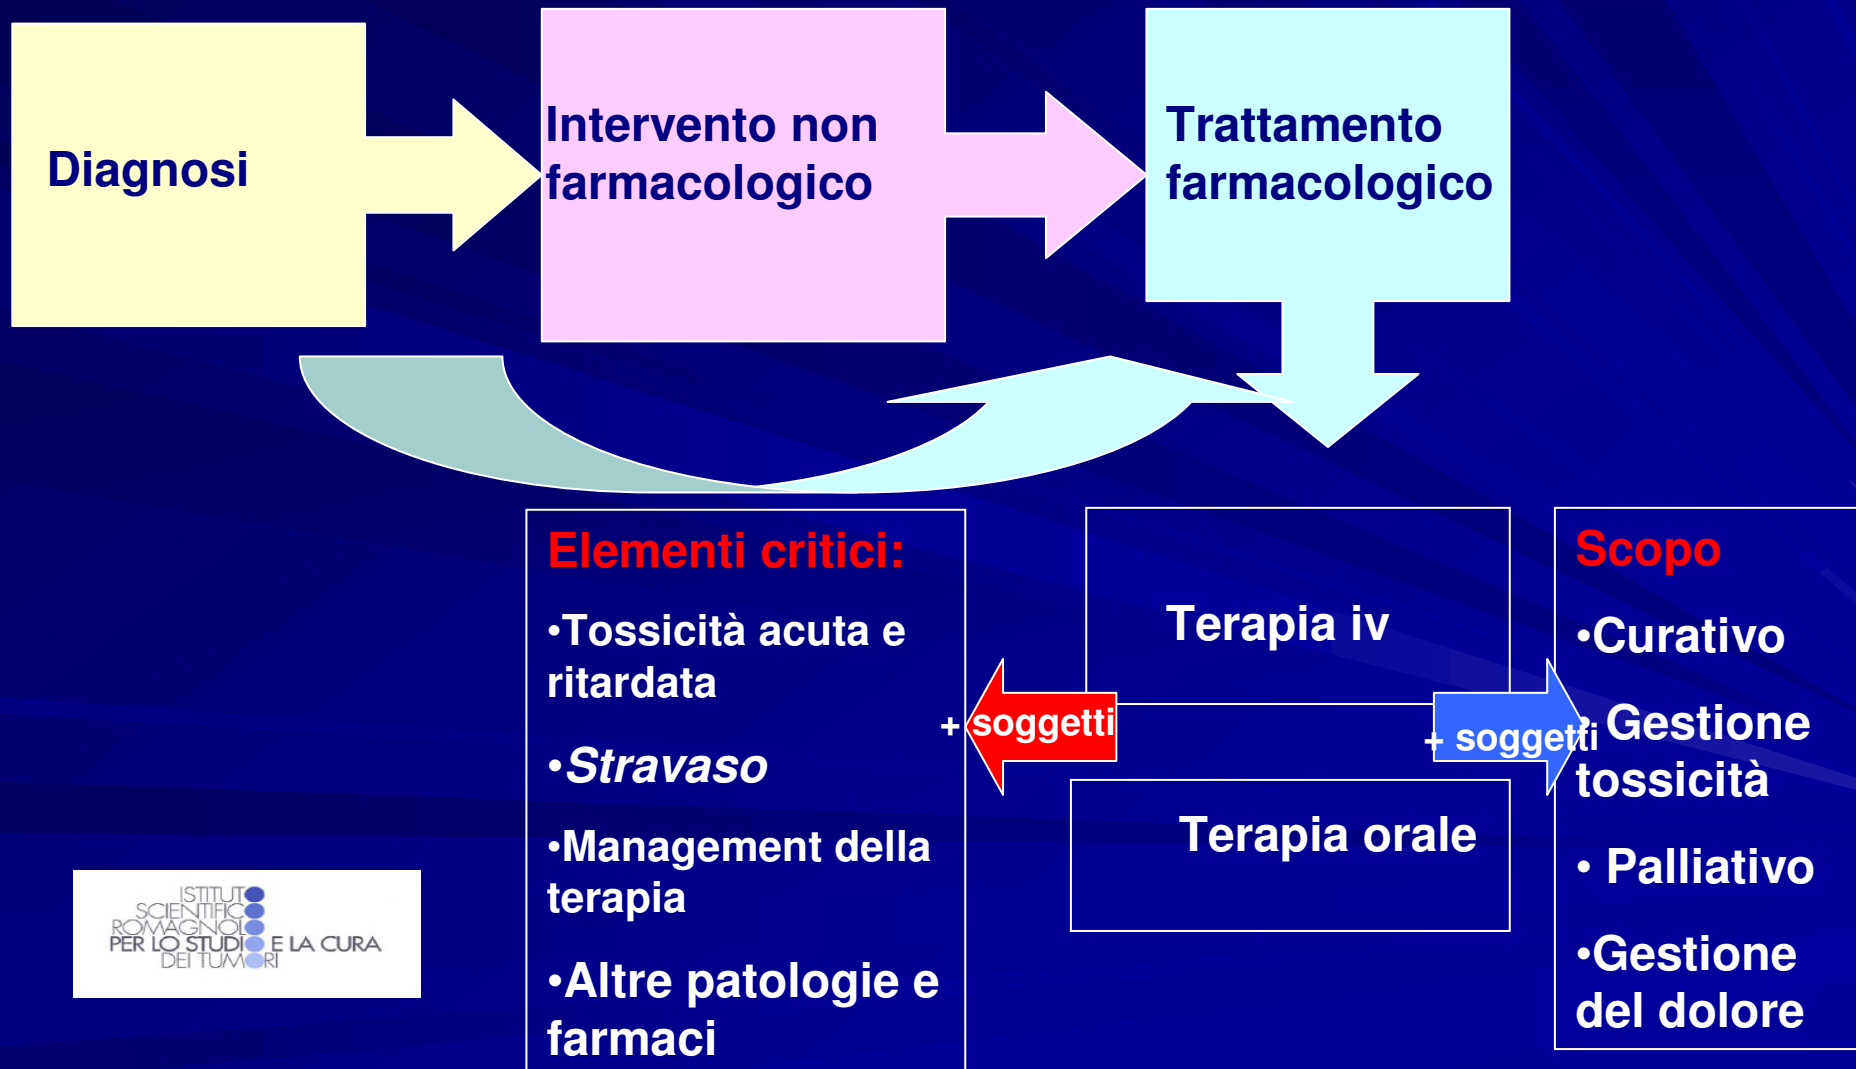 Diagnosi
Intervento non
farmacologico
Trattamento
farmacologico
Elementi critici:
•Tossicità acuta e
ritardata
•Stravaso
•Management della
terapia
•Altre patologie e
farmaci
+ soggetti
Terapia iv
Terapia orale
+ soggetti
Scopo
•Curativo
• Gestione
tossicità
• Palliativo
•Gestione
del dolore
ISTITUTO
SCIENTIFICO
ROMAGNOLO
PER LO STUDIO E LA CURA
DEI TUMORI